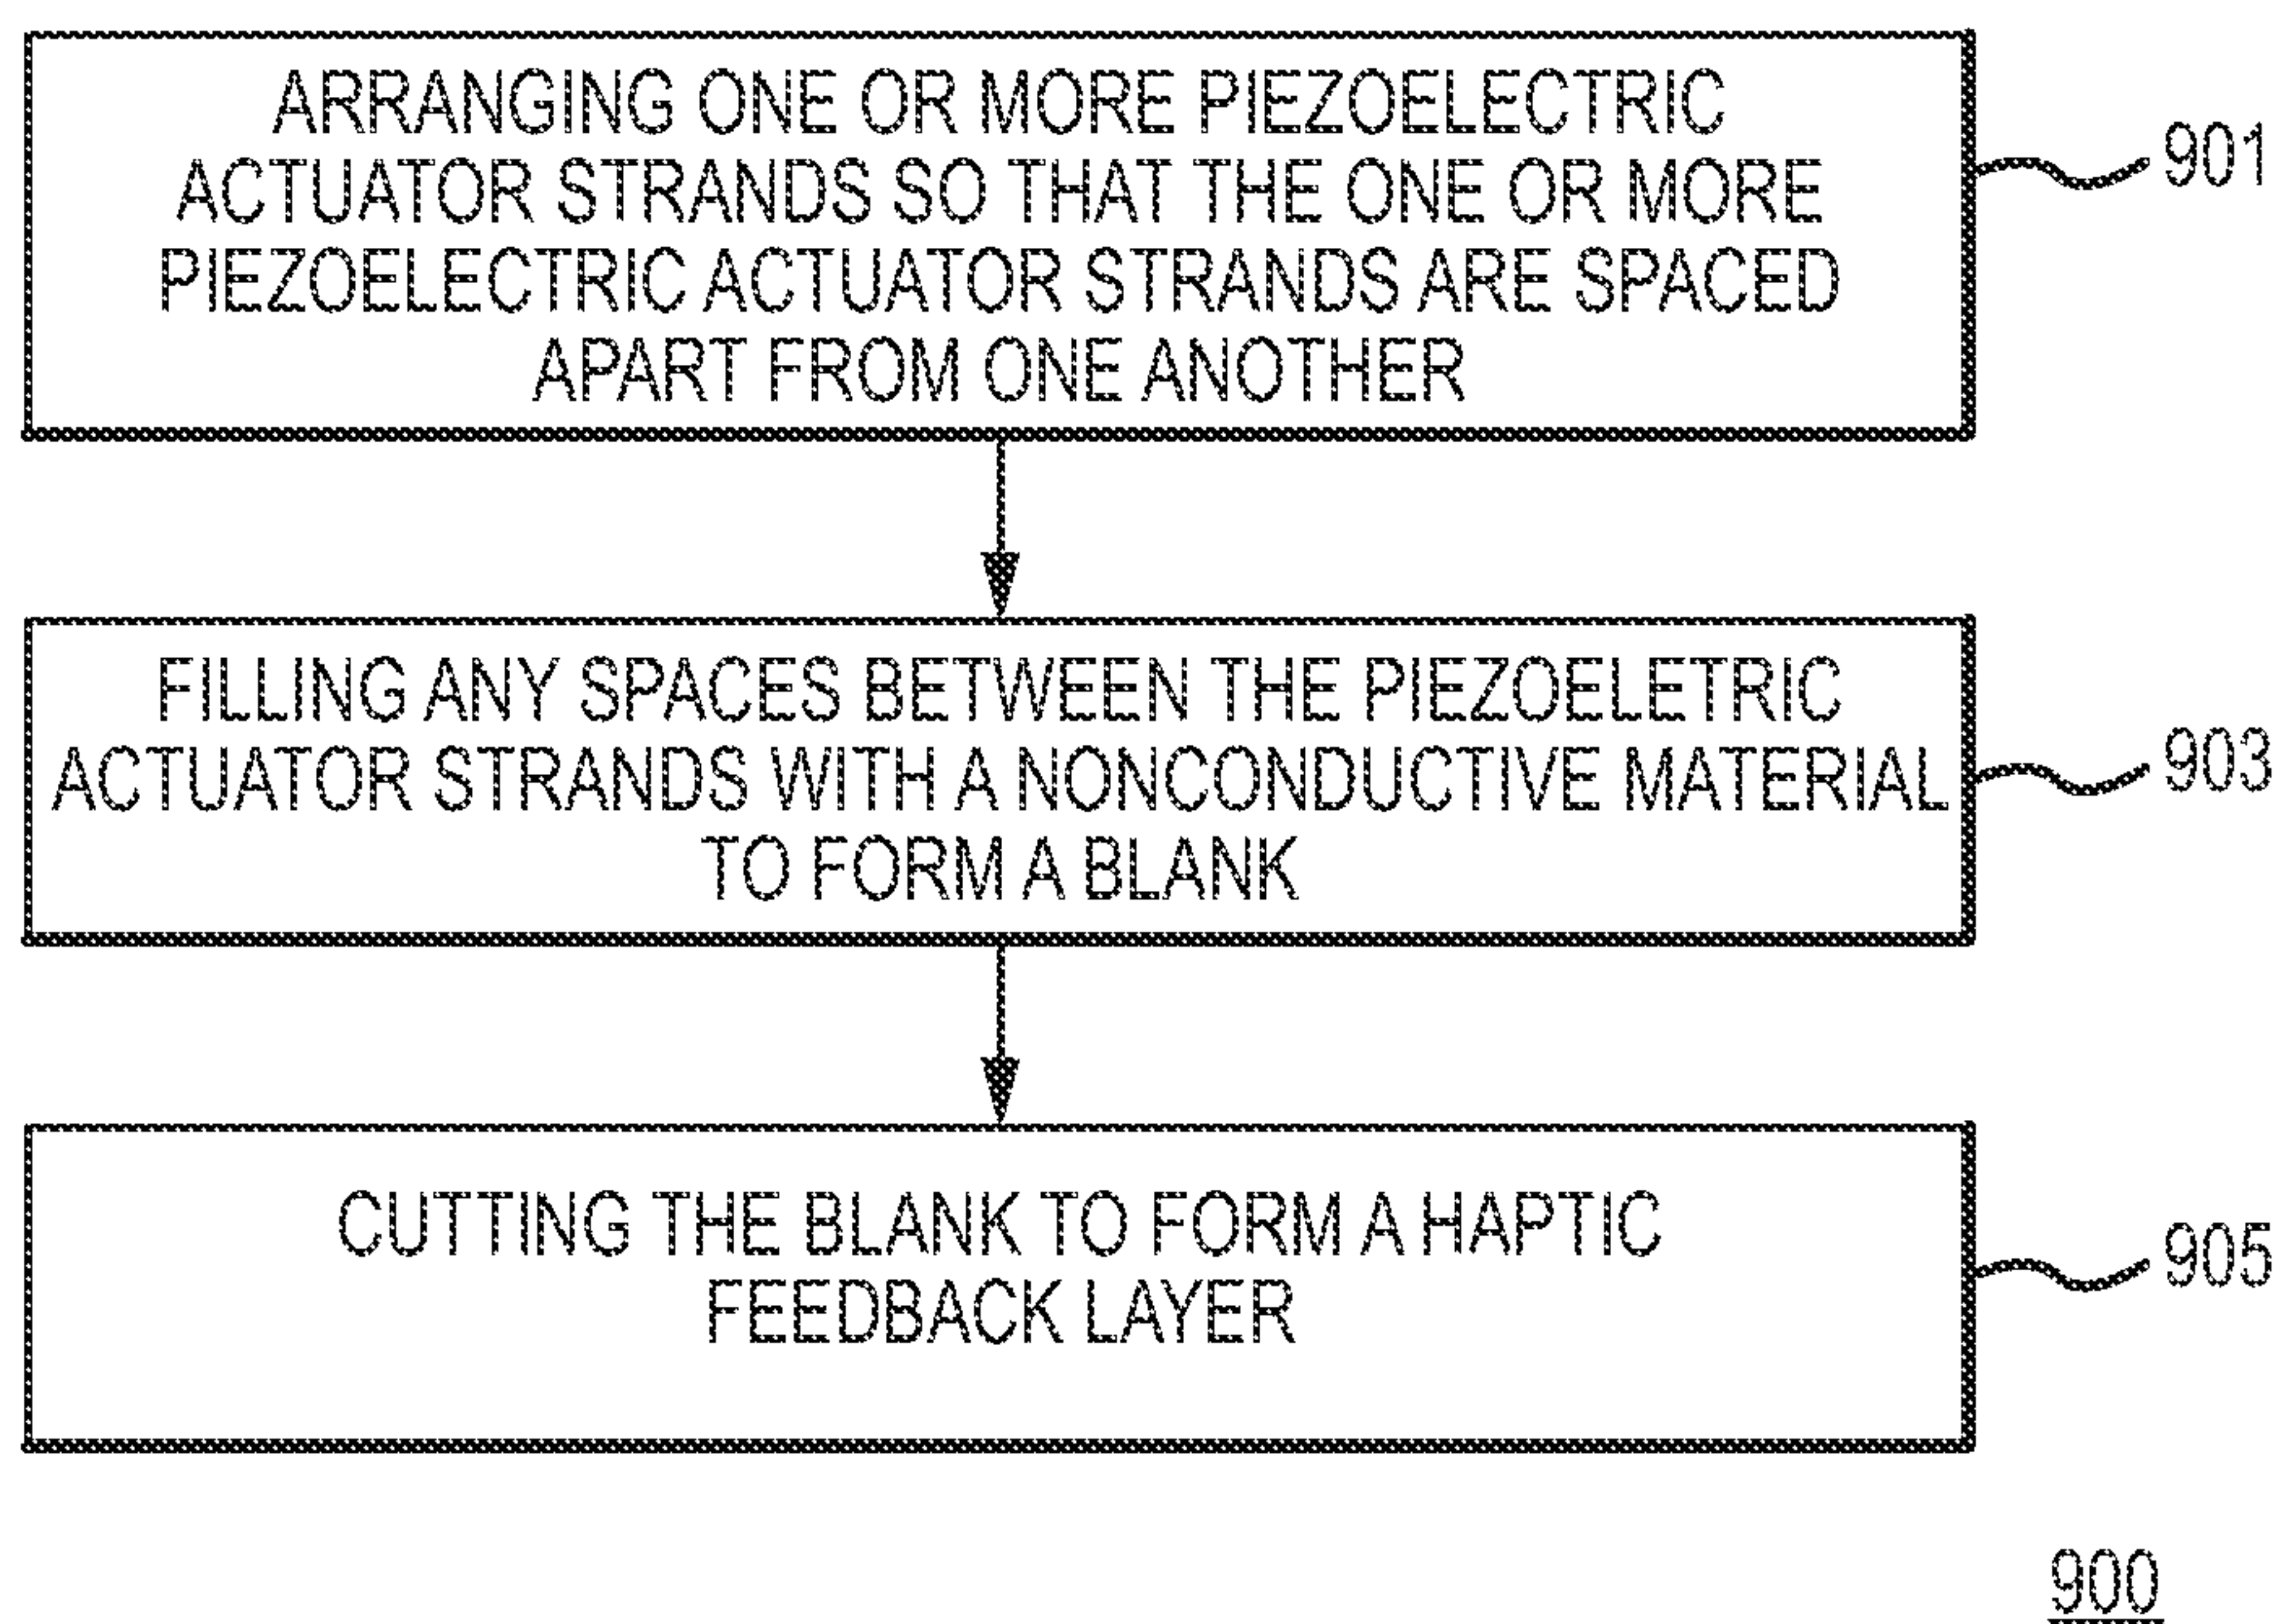 ARRANGING ONE OR MORE PIEZOELECTRIC
ACTUATOR STRANDS SO THAT THE ONE OR MORE
PIEZOELECTRIC ACTUATOR STRANDS ARE SPACED
APART FROM ONE ANOTHER
901
FILLING ANY SPACES BETWEEN THE PIEZOELETRIC
ACTUATOR STRANDS WITH A NONCONDUCTIVE MATERIAL
TO FORM A BLANK
903
CUTTING THE BLANK TO FORM A HAPTIC
FEEDBACK LAYER
905
900